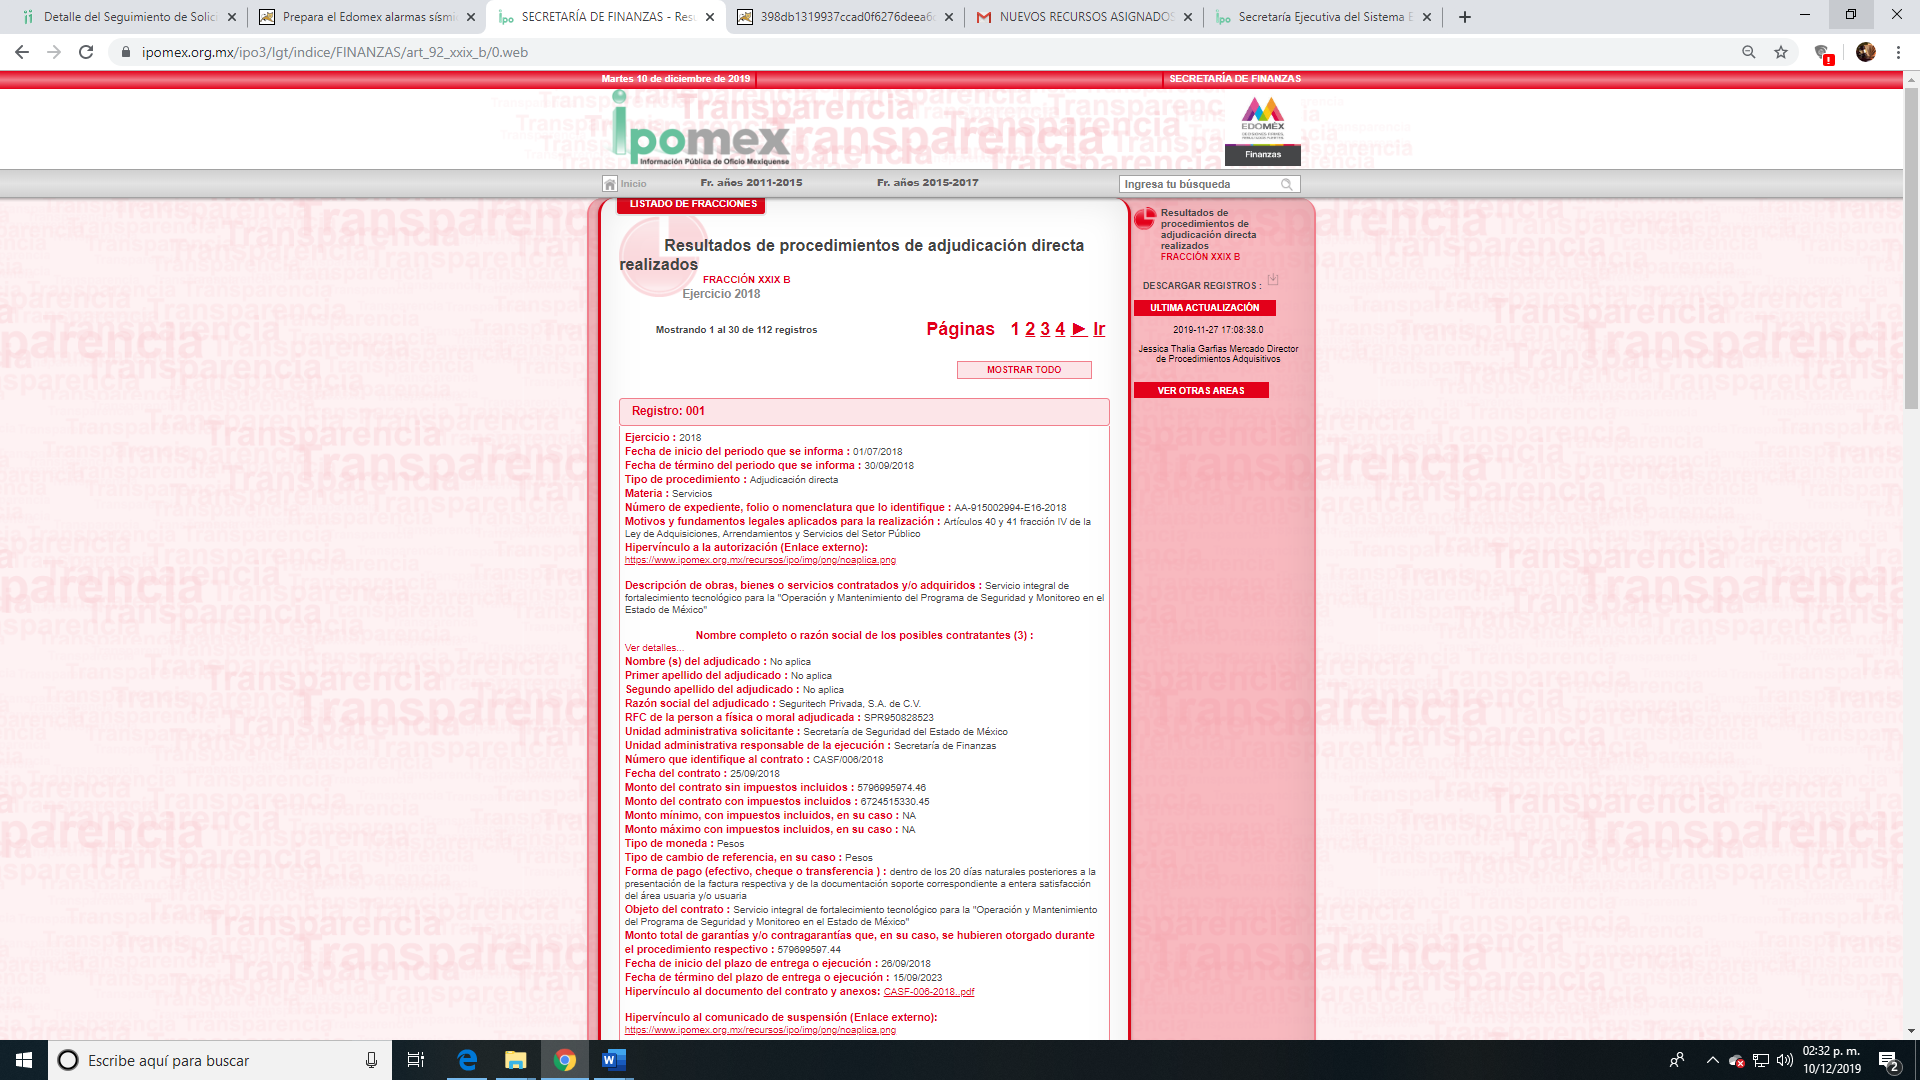 Detalle del Seguimiento de Solici
Prepara el Edomex alarmas sísmi
SECRETARÍA DE FINANZAS - Resu
398db1319937ccad0f6276deea6
NUEVOS RECURSOS ASIGNADOS
Secretaría Ejecutiva del Sistema E
ipomex.org.mx/ipo3/lgt/indice/FINANZAS/art_92_xxix_b/0.web
Martes 10 de diciembre de 2019
SECRETARÍA DE FINANZAS
ipomex
Información Pública de Oficio Mexiquense
Transparencia
EDOMÉX
DECISIONES FIRMES, RESULTADOS FUERTES
Finanzas
Inicio
Fr. años 2011-2015
Fr. años 2015-2017
Ingresa tu búsqueda
LISTADO DE FRACCIONES
Resultados de procedimientos de adjudicación directa
realizados
FRACCIÓN XXIX B
Ejercicio 2018
Mostrando 1 al 30 de 112 registros
Páginas 1 2 3 4 ► Ir
MOSTRAR TODO
Registro: 001
Ejercicio : 2018
Fecha de inicio del periodo que se informa : 01/07/2018
Fecha de término del periodo que se informa : 30/09/2018
Tipo de procedimiento : Adjudicación directa
Materia : Servicios
Número de expediente, folio o nomenclatura que lo identifique : AA-915002994-E16-2018
Motivos y fundamentos legales aplicados para la realización : Artículos 40 y 41 fracción IV de la
Ley de Adquisiciones, Arrendamientos y Servicios del Setor Público
Hipervínculo a la autorización (Enlace externo):
https://www.ipomex.org.mx/recursos/ipo/img/png/noaplica.png
Descripción de obras, bienes o servicios contratados y/o adquiridos : Servicio integral de
fortalecimiento tecnológico para la "Operación y Mantenimiento del Programa de Seguridad y Monitoreo en el
Estado de México"
Nombre completo o razón social de los posibles contratantes (3) :
Ver detalles...
Nombre (s) del adjudicado : No aplica
Primer apellido del adjudicado : No aplica
Segundo apellido del adjudicado : No aplica
Razón social del adjudicado : Seguritech Privada, S.A. de C.V.
RFC de la person a física o moral adjudicada : SPR950828523
Unidad administrativa solicitante : Secretaría de Seguridad del Estado de México
Unidad administrativa responsable de la ejecución : Secretaría de Finanzas
Número que identifique al contrato : CASF/006/2018
Fecha del contrato : 25/09/2018
Monto del contrato sin impuestos incluidos : 5796995974.46
Monto del contrato con impuestos incluidos : 6724515330.45
Monto mínimo, con impuestos incluidos, en su caso : NA
Monto máximo con impuestos incluidos, en su caso : NA
Tipo de moneda : Pesos
Tipo de cambio de referencia, en su caso : Pesos
Forma de pago (efectivo, cheque o transferencia ) : dentro de los 20 días naturales posteriores a la
presentación de la factura respectiva y de la documentación soporte correspondiente a entera satisfacción
del área usuaria y/o usuaria
Objeto del contrato : Servicio integral de fortalecimiento tecnológico para la "Operación y Mantenimiento
del Programa de Seguridad y Monitoreo en el Estado de México"
Monto total de garantías y/o contragarantías que, en su caso, se hubieren otorgado durante
el procedimiento respectivo : 579699597.44
Fecha de inicio del plazo de entrega o ejecución : 26/09/2018
Fecha de término del plazo de entrega o ejecución : 15/09/2023
Hipervínculo al documento del contrato y anexos: CASF-006-2018..pdf
Hipervínculo al comunicado de suspensión (Enlace externo):
https://www.ipomex.org.mx/recursos/ipo/img/png/noaplica.png
Resultados de
procedimientos de
adjudicación directa
realizados
FRACCIÓN XXIX B
DESCARGAR REGISTROS :
ULTIMA ACTUALIZACIÓN
2019-11-27 17:08:38.0
Jessica Thalia Garfias Mercado Director
de Procedimientos Adquisitivos
VER OTRAS AREAS
Escribe aquí para buscar
02:32 p. m.
10/12/2019
2